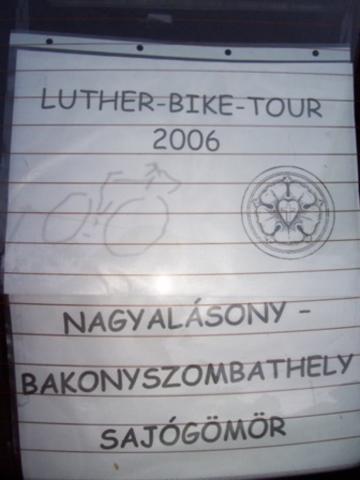 LUTHER-BIKE-TOUR
2006
NAGYALÁSONY -
BAKONYSZOMBATHELY
SAJÓGÖMÖR